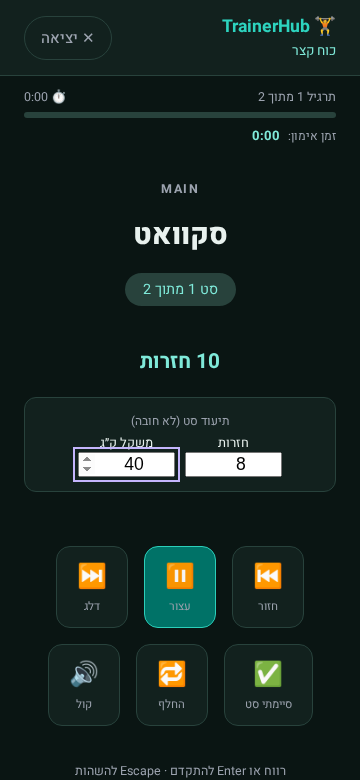 🏋️ TrainerHub
כוח קצר
✕ יציאה
תרגיל 1 מתוך 2
⏱️ 0:00
זמן אימון: 0:00
MAIN
סקוואט
סט 1 מתוך 2
10 חזרות
תיעוד סט (לא חובה)
חזרות
משקל ק״ג
8
40
⏮️ חזור
⏸️ עצור
⏭️ דלג
✅ סיימתי סט
🔁 החלף
🔊 קול
רווח או Enter להתקדם · Escape להשהות